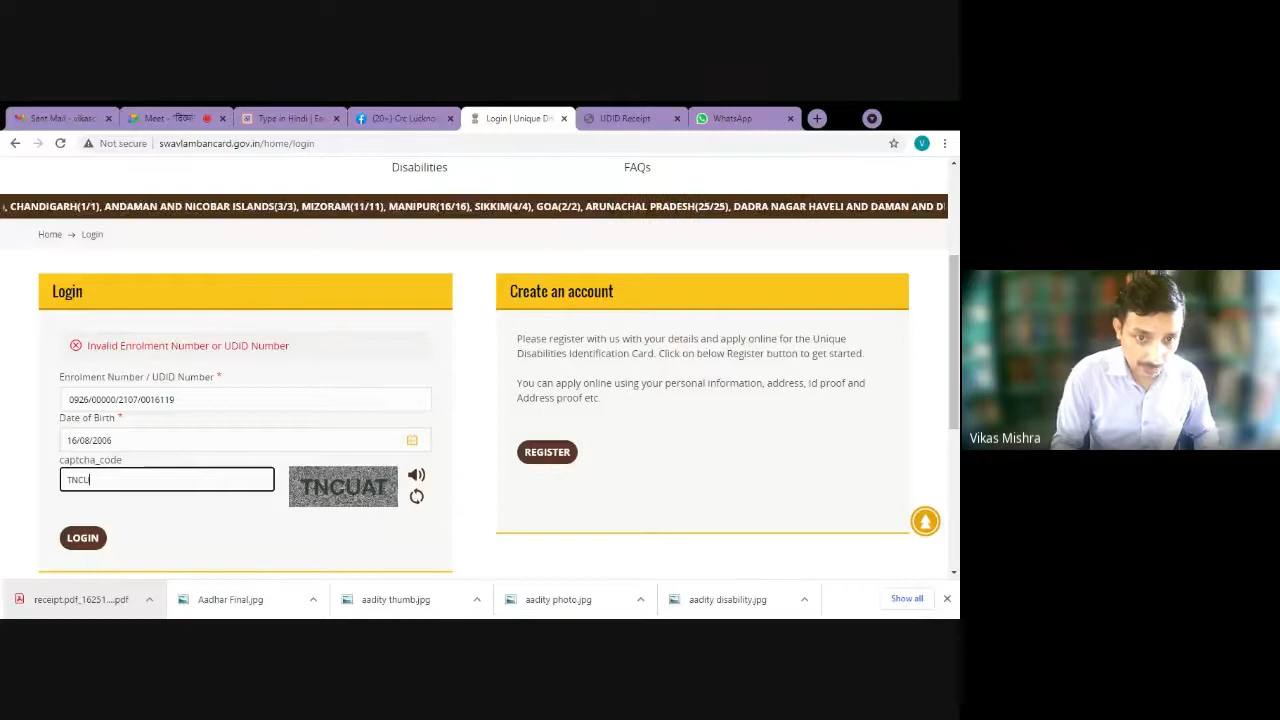 Sent Mail - vikasc
Meet - "दिव्य
Type in Hindi | Ea
(20+) Crc Luckno
Login | Unique Di
UDID Receipt
WhatsApp
Not secure
swavlambancard.gov.in/home/login
V
Disabilities
FAQs
, CHANDIGARH(1/1), ANDAMAN AND NICOBAR ISLANDS(3/3), MIZORAM(11/11), MANIPUR(16/16), SIKKIM(4/4), GOA(2/2), ARUNACHAL PRADESH(25/25), DADRA NAGAR HAVELI AND DAMAN AND D
Home → Login
Login
Invalid Enrolment Number or UDID Number
Enrolment Number / UDID Number *
0926/00000/2107/0016119
Date of Birth *
16/08/2006
captcha_code
TNCU
TNCUAT
LOGIN
Create an account
Please register with us with your details and apply online for the Unique
Disabilities Identification Card. Click on below Register button to get started.
You can apply online using your personal information, address, id proof and
Address proof etc.
REGISTER
Vikas Mishra
receipt.pdf_16251....pdf
Aadhar Final.jpg
aadity thumb.jpg
aadity photo.jpg
aadity disability.jpg
Show all